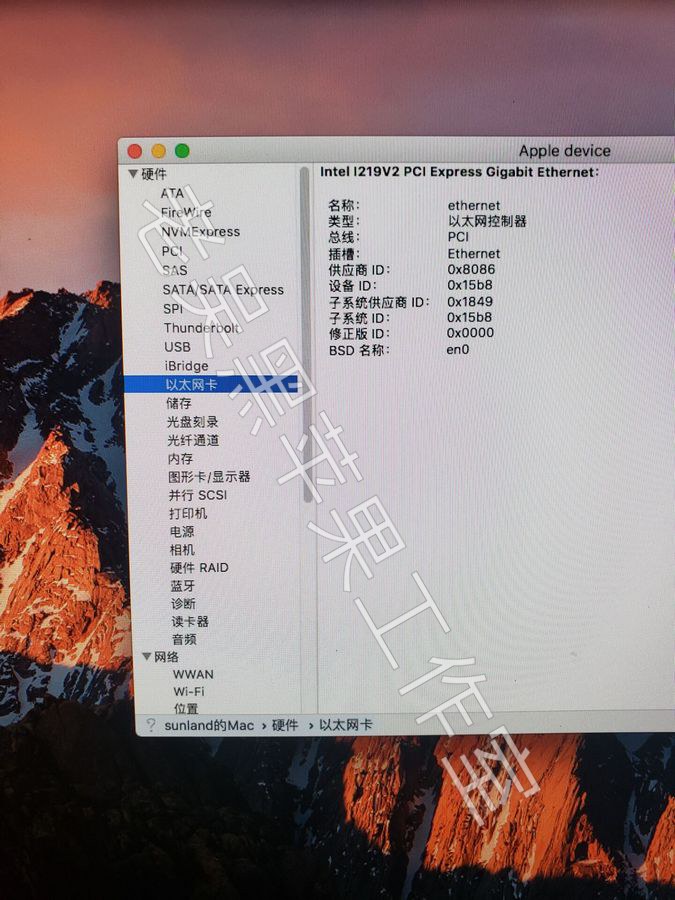 Apple device
硬件
ATA
FireWire
NVMExpress
PCI
SAS
SATA/SATA Express
SPI
Thunderbolt
USB
iBridge
以太网卡
储存
光盘刻录
光纤通道
内存
图形卡/显示器
并行 SCSI
打印机
电源
相机
硬件 RAID
蓝牙
诊断
读卡器
音频
网络
WWAN
Wi-Fi
位置
Intel I219V2 PCI Express Gigabit Ethernet:
名称: ethernet
类型: 以太网控制器
总线: PCI
插槽: Ethernet
供应商 ID: 0x8086
设备 ID: 0x15b8
子系统供应商 ID: 0x1849
子系统 ID: 0x15b8
修正版 ID: 0x0000
BSD 名称: en0
? sunland的Mac › 硬件 › 以太网卡
老吴黑苹果工作室